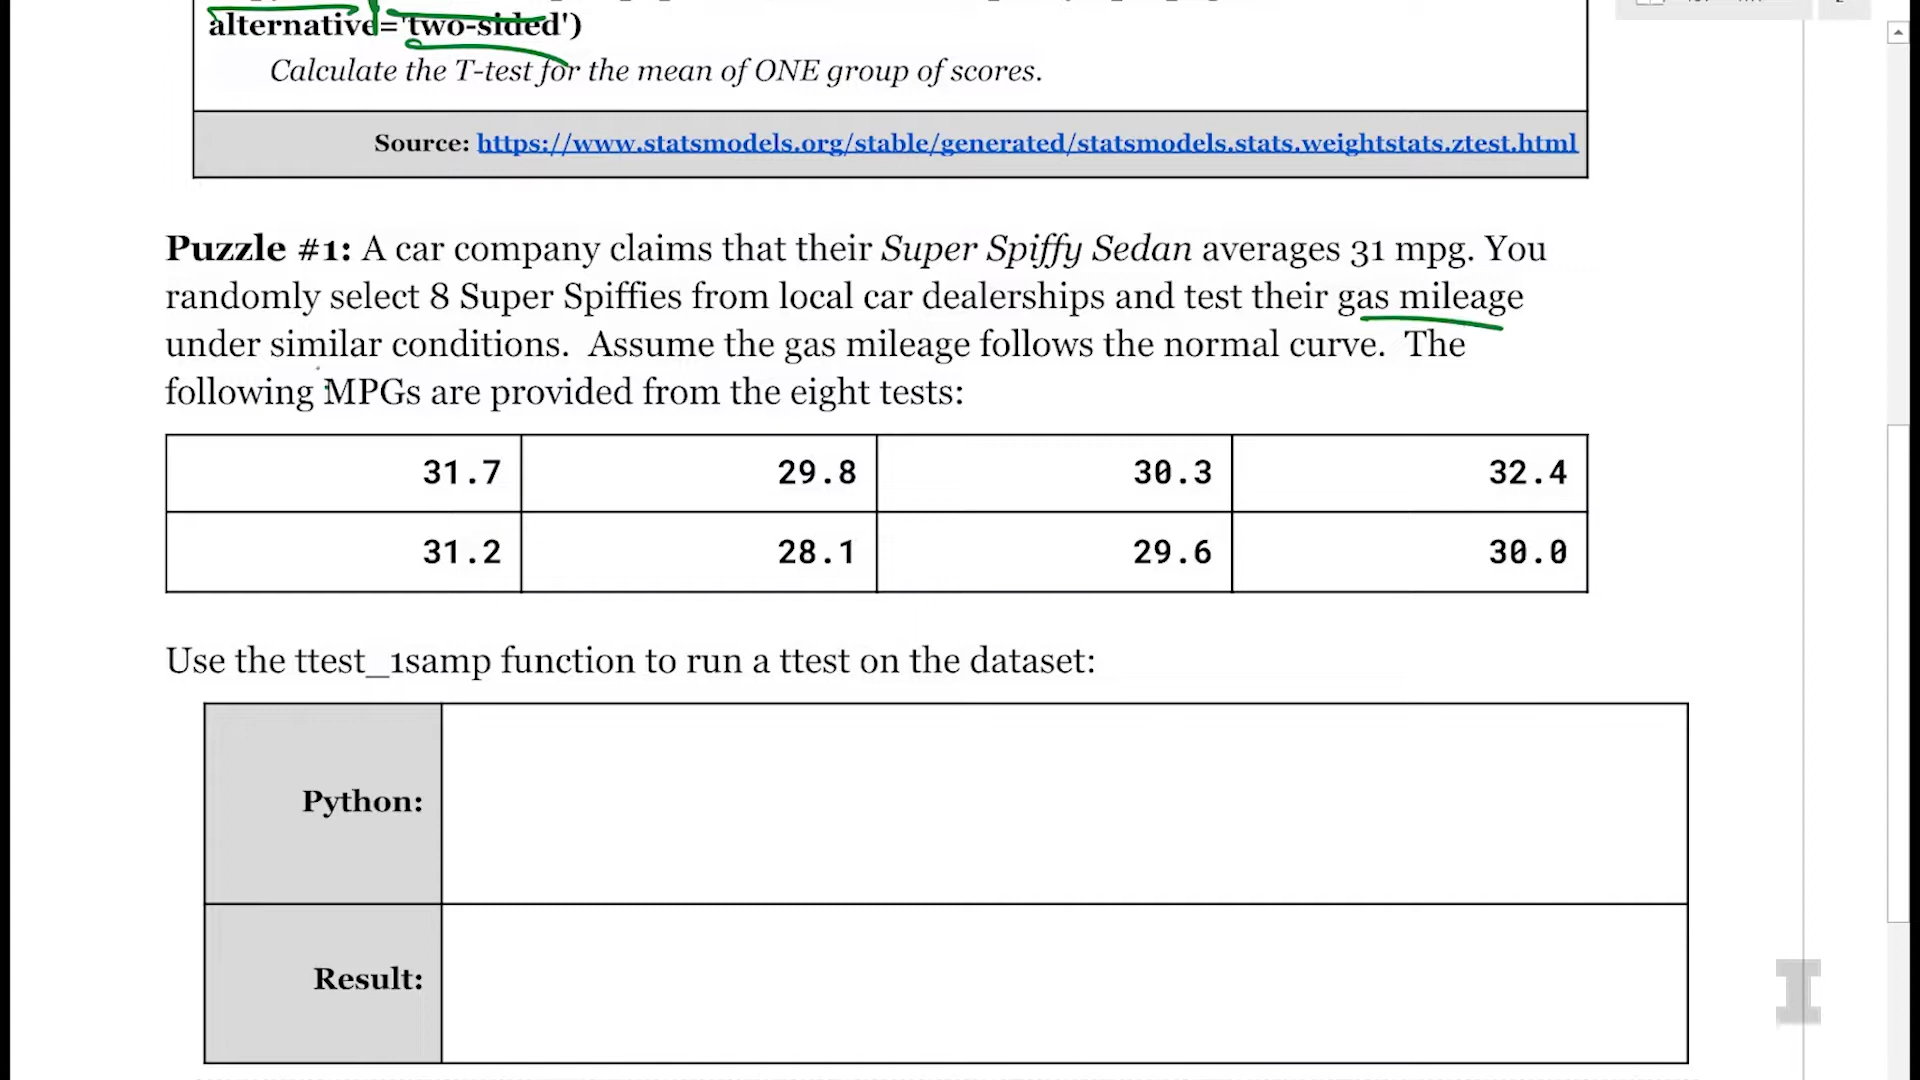 alternative='two-sided')
Calculate the T-test for the mean of ONE group of scores.
Source: https://www.statsmodels.org/stable/generated/statsmodels.stats.weightstats.ztest.html
Puzzle #1: A car company claims that their Super Spiffy Sedan averages 31 mpg. You
randomly select 8 Super Spiffies from local car dealerships and test their gas mileage
under similar conditions.  Assume the gas mileage follows the normal curve.  The
following MPGs are provided from the eight tests:
31.7 29.8 30.3 32.4
31.2 28.1 29.6 30.0
Use the ttest_1samp function to run a ttest on the dataset:
Python:
Result: